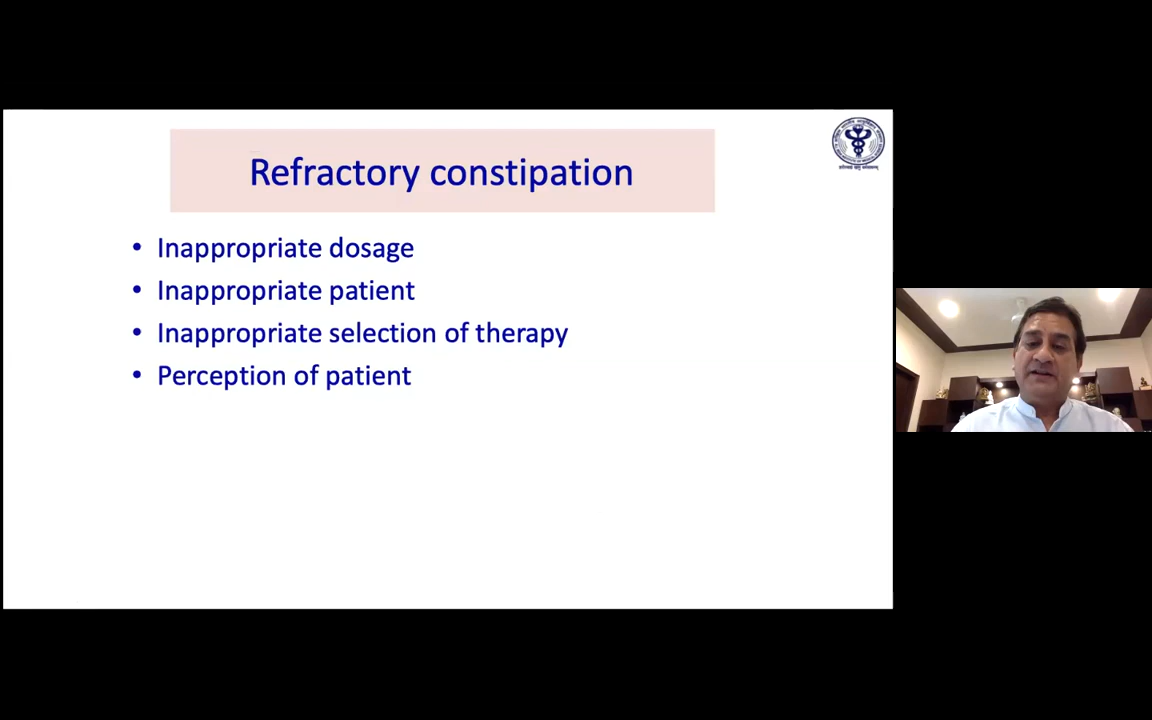 Refractory constipation
• Inappropriate dosage
• Inappropriate patient
• Inappropriate selection of therapy
• Perception of patient